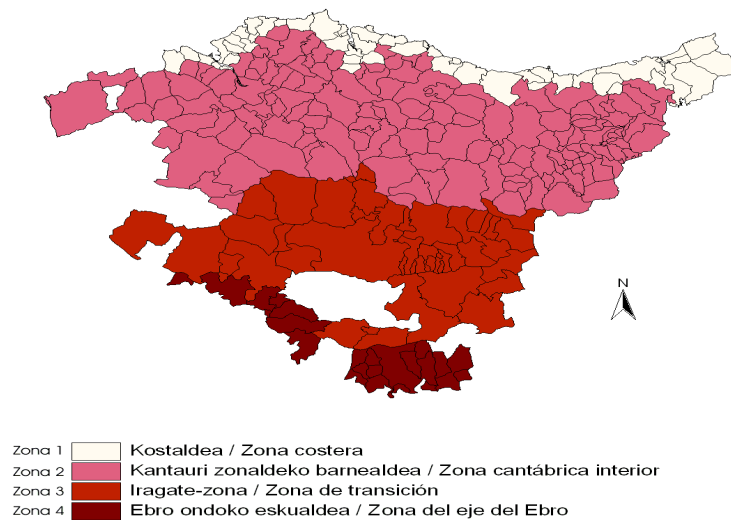 N
Zona 1 Kostaldea / Zona costera
Zona 2 Kantauri zonaldeko barnealdea / Zona cantábrica interior
Zona 3 Iragate-zona / Zona de transición
Zona 4 Ebro ondoko eskualdea / Zona del eje del Ebro